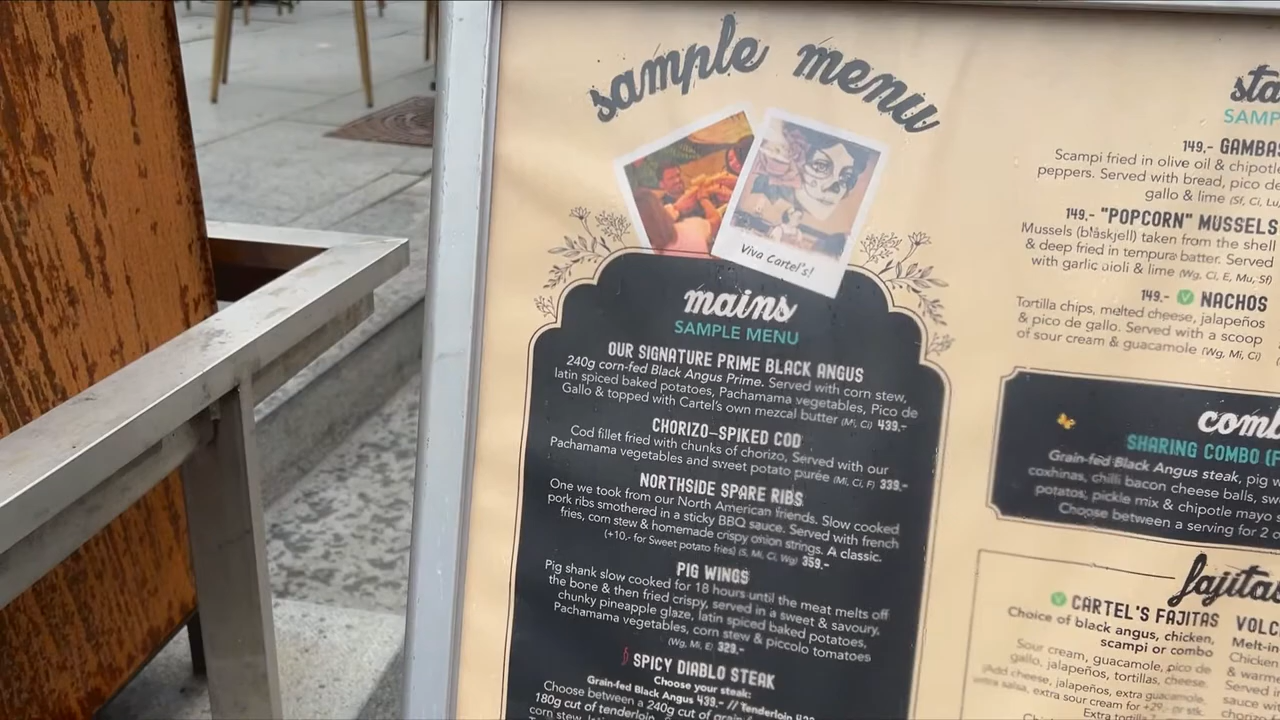 sample menu
Viva Cartel's!
mains
SAMPLE MENU
OUR SIGNATURE PRIME BLACK ANGUS
240g corn-fed Black Angus Prime. Served with corn stew,
latin spiced baked potatoes, Pachamama vegetables, Pico de
Gallo & topped with Cartel's own mezcal butter (Mi, Ci) 439,-
CHORIZO-SPIKED COD
Cod fillet fried with chunks of chorizo, Served with our
Pachamama vegetables and sweet potato purée (Mi, Ci, F) 339,-
NORTHSIDE SPARE RIBS
One we took from our North American friends. Slow cooked
pork ribs smothered in a sticky BBQ sauce. Served with french
fries, corn stew & homemade crispy onion strings. A classic.
(+10,- for Sweet potato fries) (S, Mi, Ci, Wg) 359,-
PIG WINGS
Pig shank slow cooked for 18 hours until the meat melts off
the bone & then fried crispy, served in a sweet & savoury,
chunky pineapple glaze, latin spiced baked potatoes,
Pachamama vegetables, corn stew & piccolo tomatoes
(Wg, Mi, E) 329,-
SPICY DIABLO STEAK
Choose your steak:
Grain-fed Black Angus 439,- // Tenderloin
Choose between a 240g cut of
180g cut of tenderloin.
corn stew,
sta
SAMP
149,- GAMBAS
Scampi fried in olive oil & chipotle
peppers. Served with bread, pico de
gallo & lime (Sf, Ci, Lu,
149,- "POPCORN" MUSSELS
Mussels (blåskjell) taken from the shell
& deep fried in tempura batter. Served
with garlic aioli & lime (Wg, Ci, E, Mu, Sf)
149,- V NACHOS
Tortilla chips, melted cheese, jalapeños
& pico de gallo. Served with a scoop
of sour cream & guacamole (Wg, Mi, Ci)
comb
SHARING COMBO (F
Grain-fed Black Angus steak, pig w
coxinhas, chilli bacon cheese balls, sw
potatos, pickle mix & chipotle mayo
Choose between a serving for 2 o
fajitas
V CARTEL'S FAJITAS
Choice of black angus, chicken,
scampi or combo
Sour cream, guacamole, pico de
gallo, jalapeños, tortillas, cheese.
(Add cheese, jalapeños, extra guacamole,
extra salsa, extra sour cream for +29,-
Extra tortilla
VOLC
Melt-in
Chicken
& warme
Served i
sauce wi